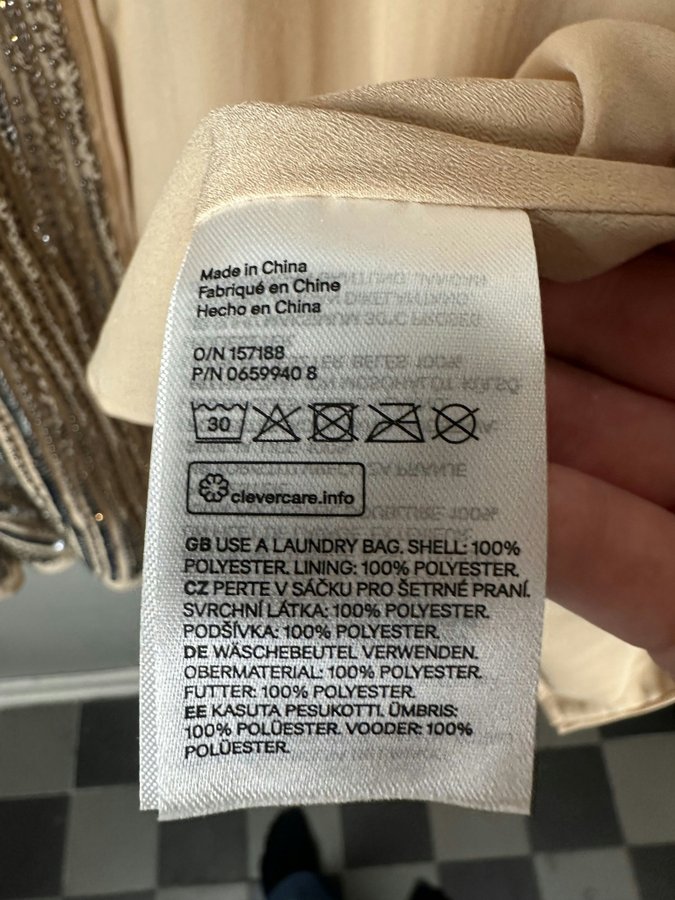 Made in China
Fabriqué en Chine
Hecho en China
O/N 157188
P/N 0659940 8
30
clevercare.info
GB USE A LAUNDRY BAG. SHELL: 100%
POLYESTER. LINING: 100% POLYESTER.
CZ PERTE V SÁČKU PRO ŠETRNÉ PRANÍ.
SVRCHNÍ LÁTKA: 100% POLYESTER.
PODŠÍVKA: 100% POLYESTER.
DE WÄSCHEBEUTEL VERWENDEN.
OBERMATERIAL: 100% POLYESTER.
FUTTER: 100% POLYESTER.
EE KASUTA PESUKOTTI. ÜMBRIS:
100% POLÜESTER. VOODER: 100%
POLÜESTER.